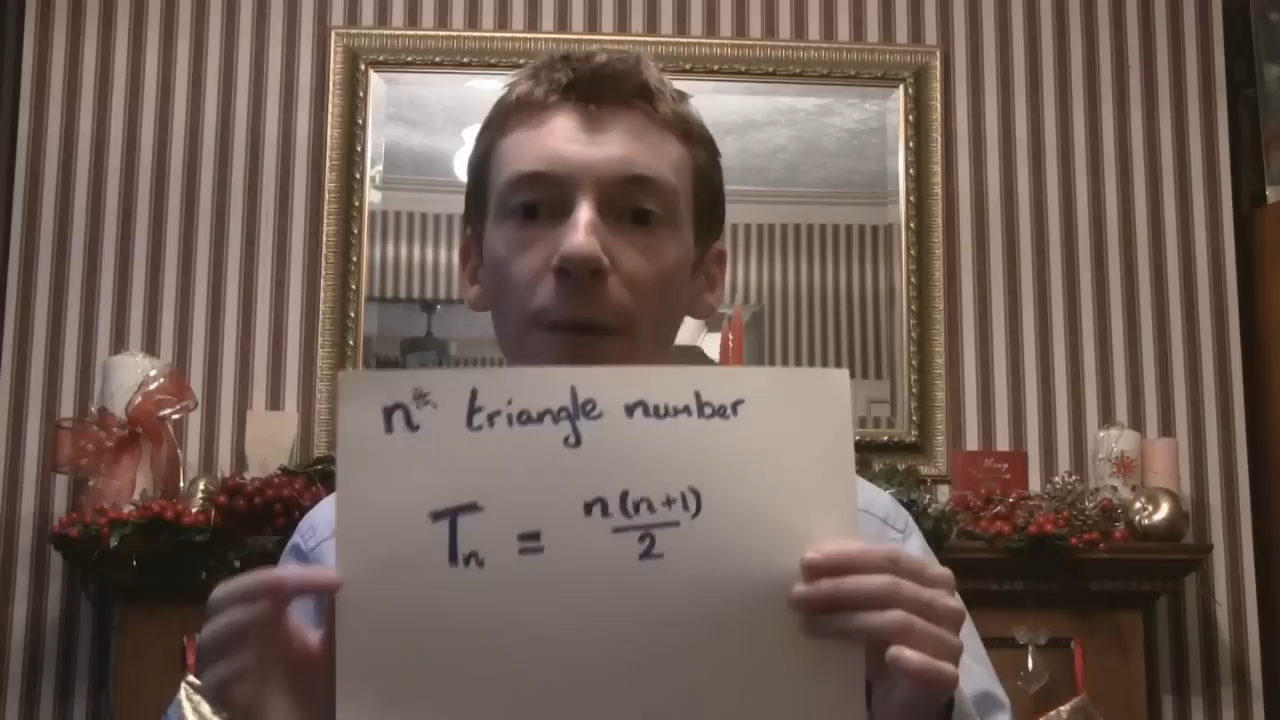 nth triangle number
Tn = n(n+1)/2